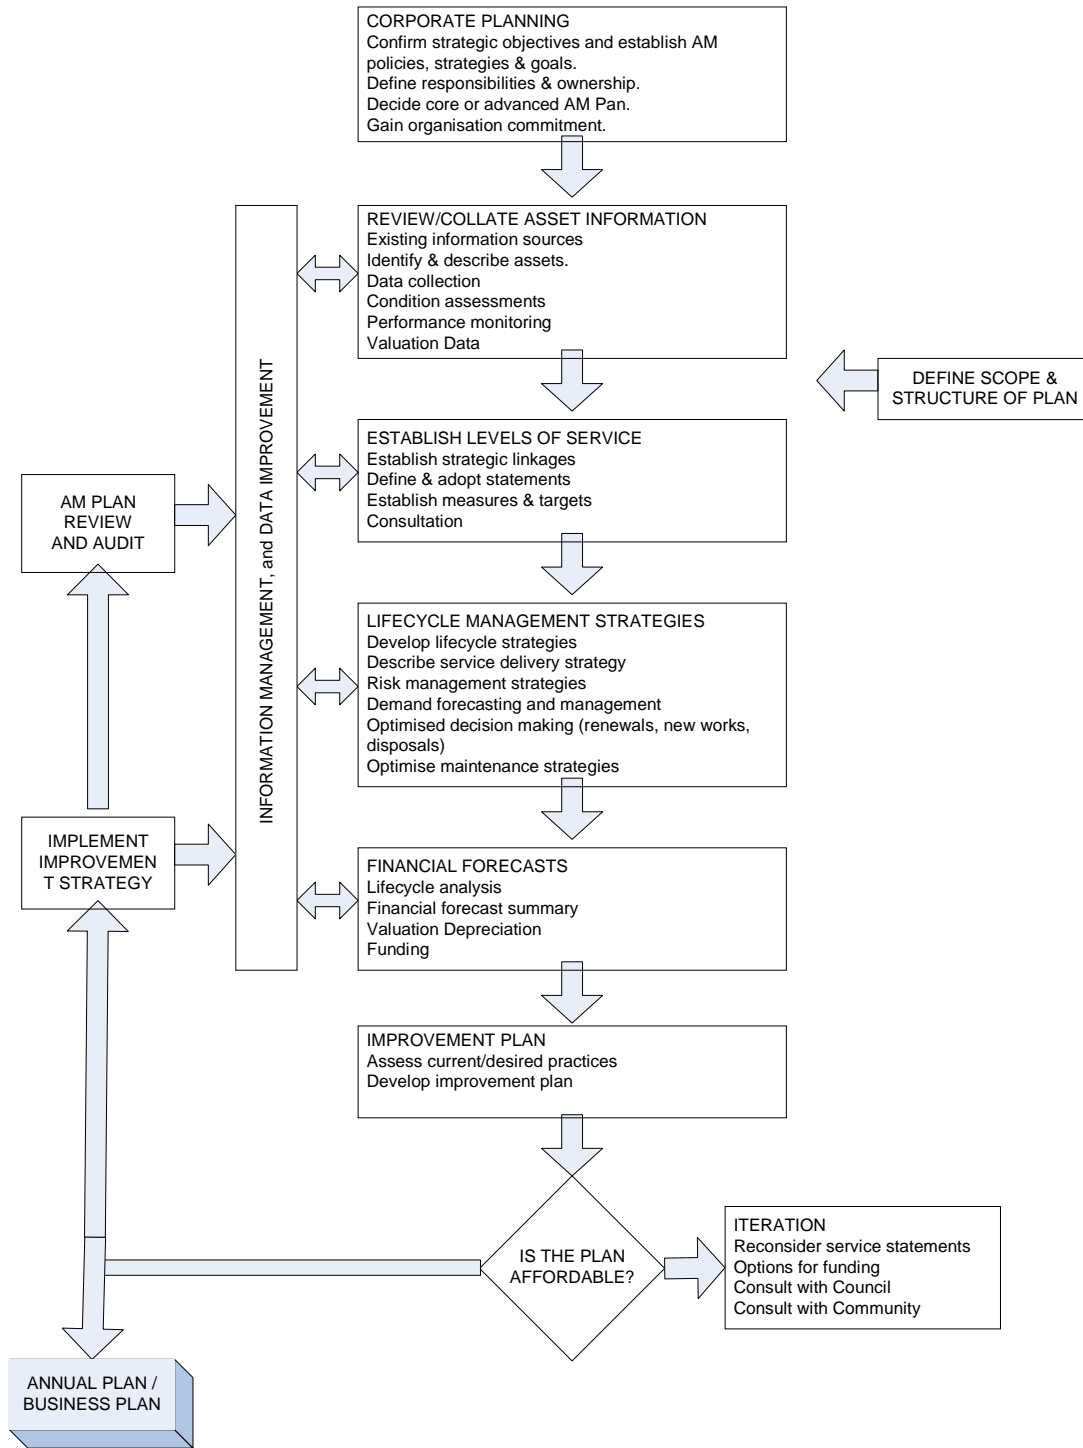 CORPORATE PLANNING
Confirm strategic objectives and establish AM
policies, strategies & goals.
Define responsibilities & ownership.
Decide core or advanced AM Pan.
Gain organisation commitment.
REVIEW/COLLATE ASSET INFORMATION
Existing information sources
Identify & describe assets.
Data collection
Condition assessments
Performance monitoring
Valuation Data
DEFINE SCOPE &
STRUCTURE OF PLAN
INFORMATION MANAGEMENT, and DATA IMPROVEMENT
ESTABLISH LEVELS OF SERVICE
Establish strategic linkages
Define & adopt statements
Establish measures & targets
Consultation
AM PLAN
REVIEW
AND AUDIT
LIFECYCLE MANAGEMENT STRATEGIES
Develop lifecycle strategies
Describe service delivery strategy
Risk management strategies
Demand forecasting and management
Optimised decision making (renewals, new works,
disposals)
Optimise maintenance strategies
IMPLEMENT
IMPROVEMEN
T STRATEGY
FINANCIAL FORECASTS
Lifecycle analysis
Financial forecast summary
Valuation Depreciation
Funding
IMPROVEMENT PLAN
Assess current/desired practices
Develop improvement plan
IS THE PLAN
AFFORDABLE?
ITERATION
Reconsider service statements
Options for funding
Consult with Council
Consult with Community
ANNUAL PLAN /
BUSINESS PLAN